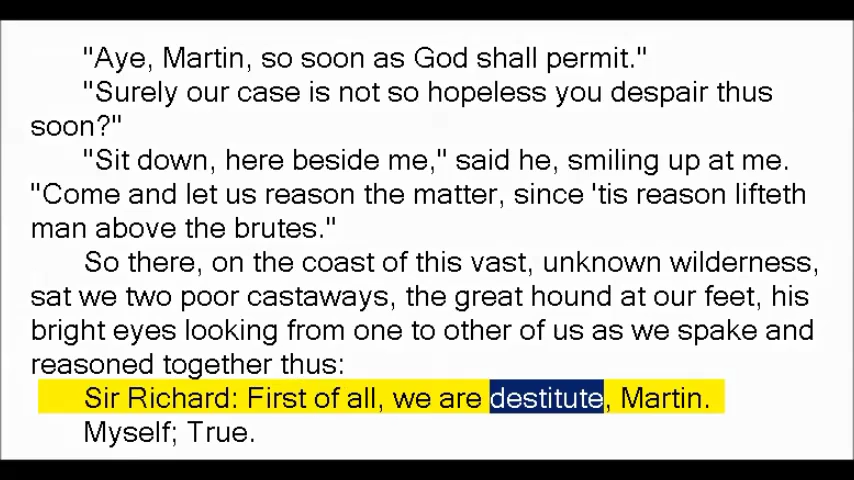 "Aye, Martin, so soon as God shall permit."
"Surely our case is not so hopeless you despair thus
soon?"
"Sit down, here beside me," said he, smiling up at me.
"Come and let us reason the matter, since 'tis reason lifteth
man above the brutes."
So there, on the coast of this vast, unknown wilderness,
sat we two poor castaways, the great hound at our feet, his
bright eyes looking from one to other of us as we spake and
reasoned together thus:
Sir Richard: First of all, we are destitute, Martin.
Myself; True.